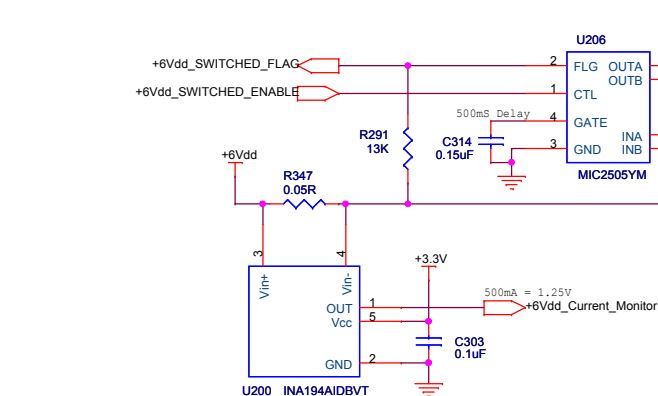 U206
+6Vdd_SWITCHED_FLAG
2
FLG
OUTA
OUTB
+6Vdd_SWITCHED_ENABLE
1
CTL
500mS Delay
4
GATE
R291
13K
C314
0.15uF
3
GND
INA
INB
MIC2505YM
+6Vdd
R347
0.05R
3
4
Vin+
Vin-
+3.3V
500mA = 1.25V
OUT
1
+6Vdd_Current_Monitor
Vcc
5
C303
0.1uF
GND
2
U200 INA194AIDBVT